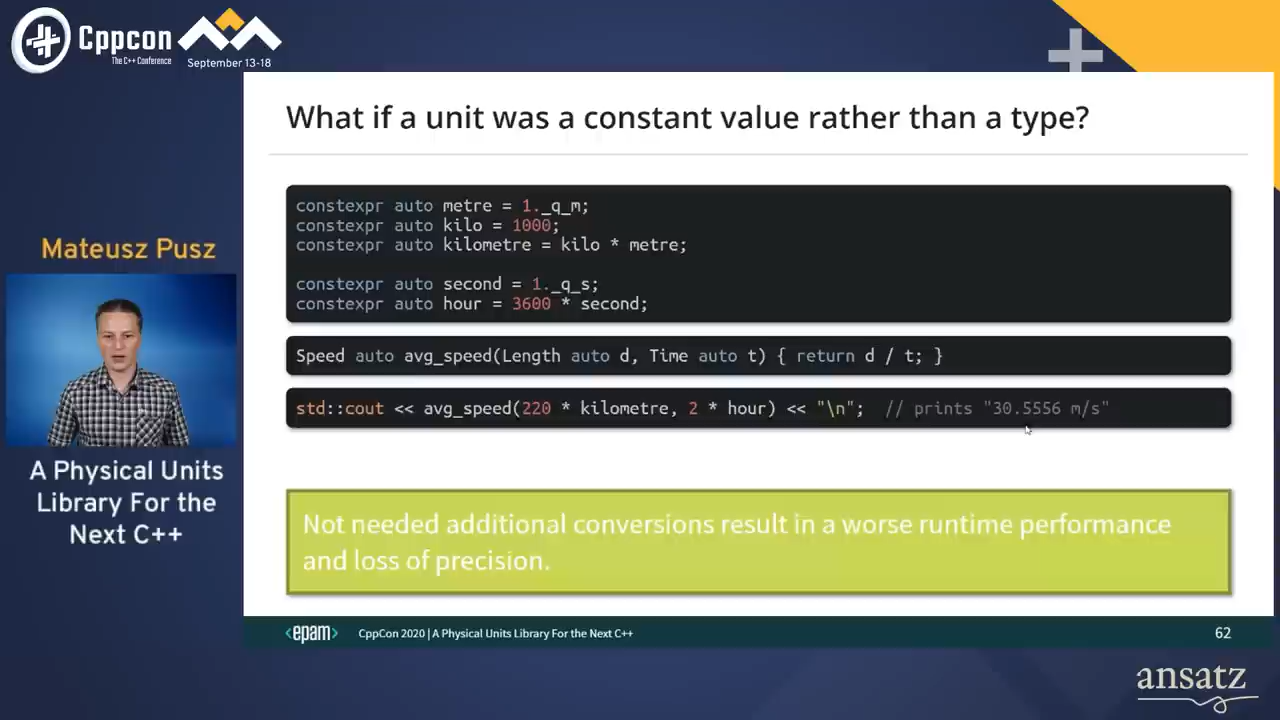 Cppcon
The C++ Conference
September 13-18
What if a unit was a constant value rather than a type?
constexpr auto metre = 1._q_m;
constexpr auto kilo = 1000;
constexpr auto kilometre = kilo * metre;
constexpr auto second = 1._q_s;
constexpr auto hour = 3600 * second;
Speed auto avg_speed(Length auto d, Time auto t) { return d / t; }
std::cout << avg_speed(220 * kilometre, 2 * hour) << "\n";  // prints "30.5556 m/s"
Not needed additional conversions result in a worse runtime performance
and loss of precision.
Mateusz Pusz
A Physical Units
Library For the
Next C++
<epam>
CppCon 2020 | A Physical Units Library For the Next C++
62
ansatz